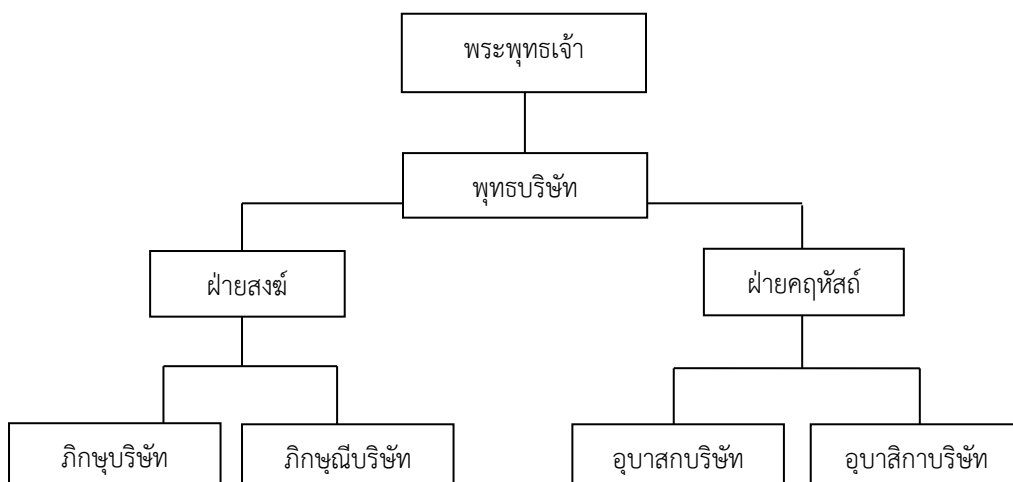 พระพุทธเจ้า
พุทธบริษัท
ฝ่ายสงฆ์
ฝ่ายคฤหัสถ์
ภิกษุบริษัท
ภิกษุณีบริษัท
อุบาสกบริษัท
อุบาสิกาบริษัท